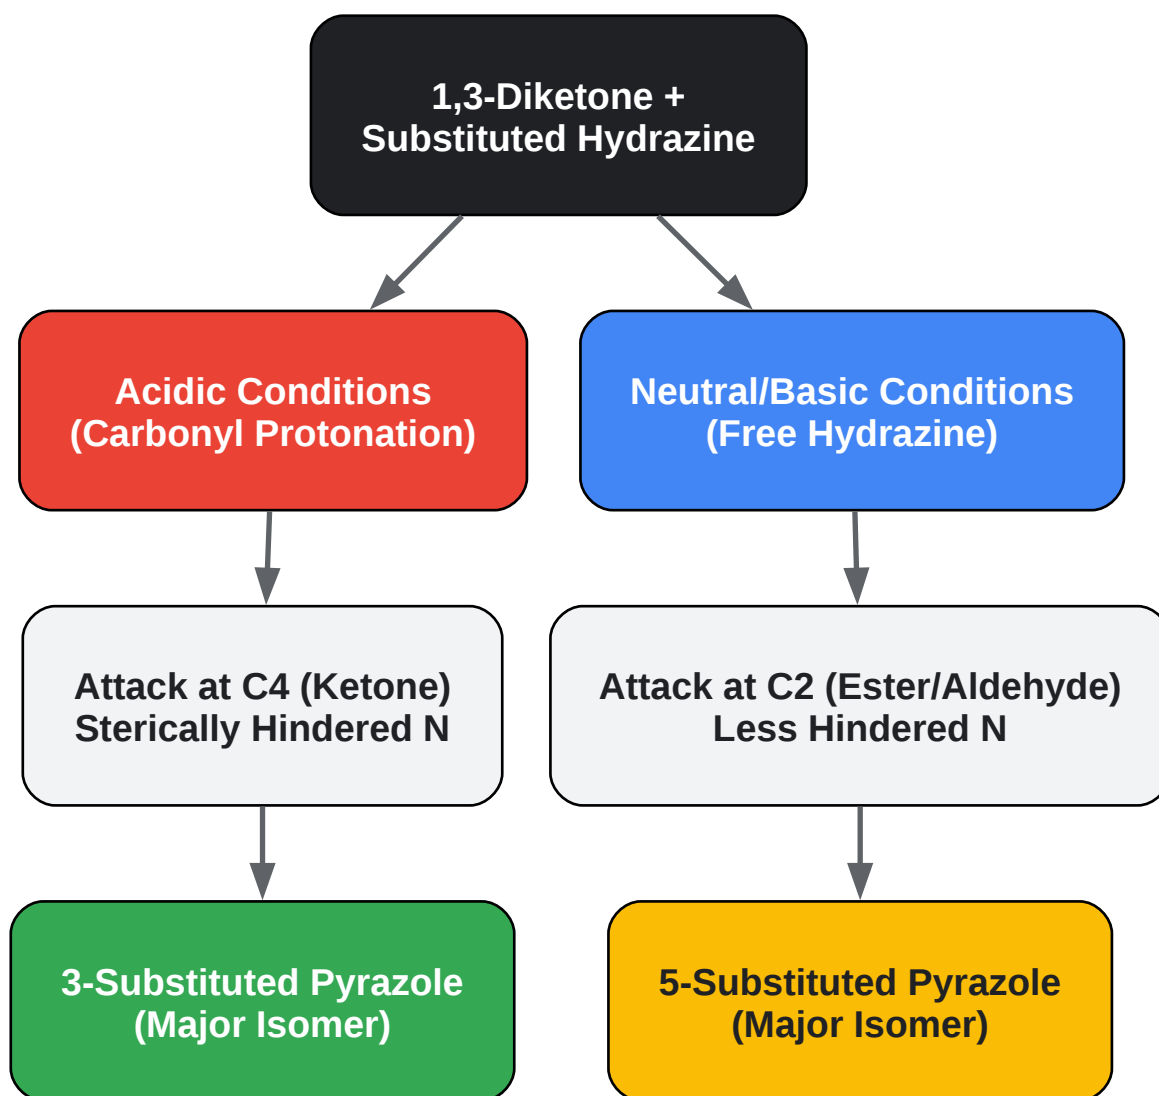 1,3-Diketone +
Substituted Hydrazine
Acidic Conditions
(Carbonyl Protonation)
Neutral/Basic Conditions
(Free Hydrazine)
Attack at C4 (Ketone)
Sterically Hindered N
Attack at C2 (Ester/Aldehyde)
Less Hindered N
3-Substituted Pyrazole
(Major Isomer)
5-Substituted Pyrazole
(Major Isomer)